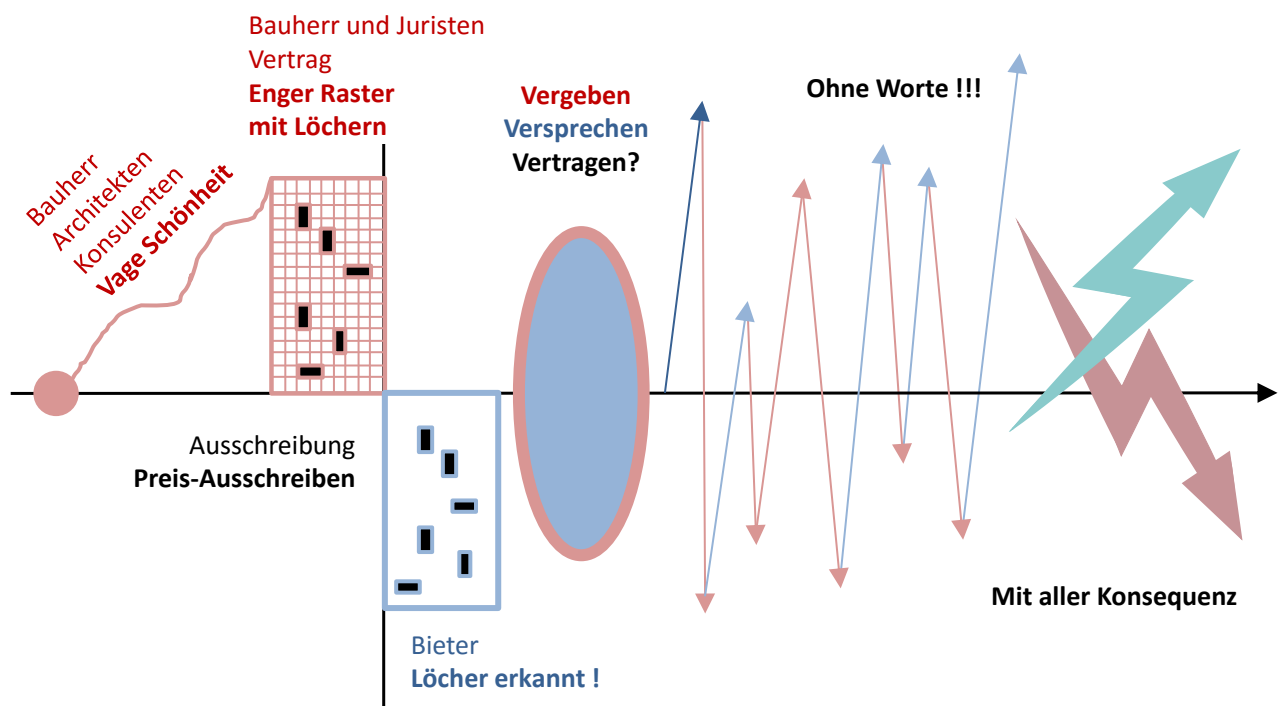 Bauherr
Architekten
Konsulenten
Vage Schönheit
Bauherr und Juristen
Vertrag
Enger Raster
mit Löchern
Ausschreibung
Preis-Ausschreiben
Bieter
Löcher erkannt !
Vergeben
Versprechen
Vertragen?
Ohne Worte !!!
Mit aller Konsequenz